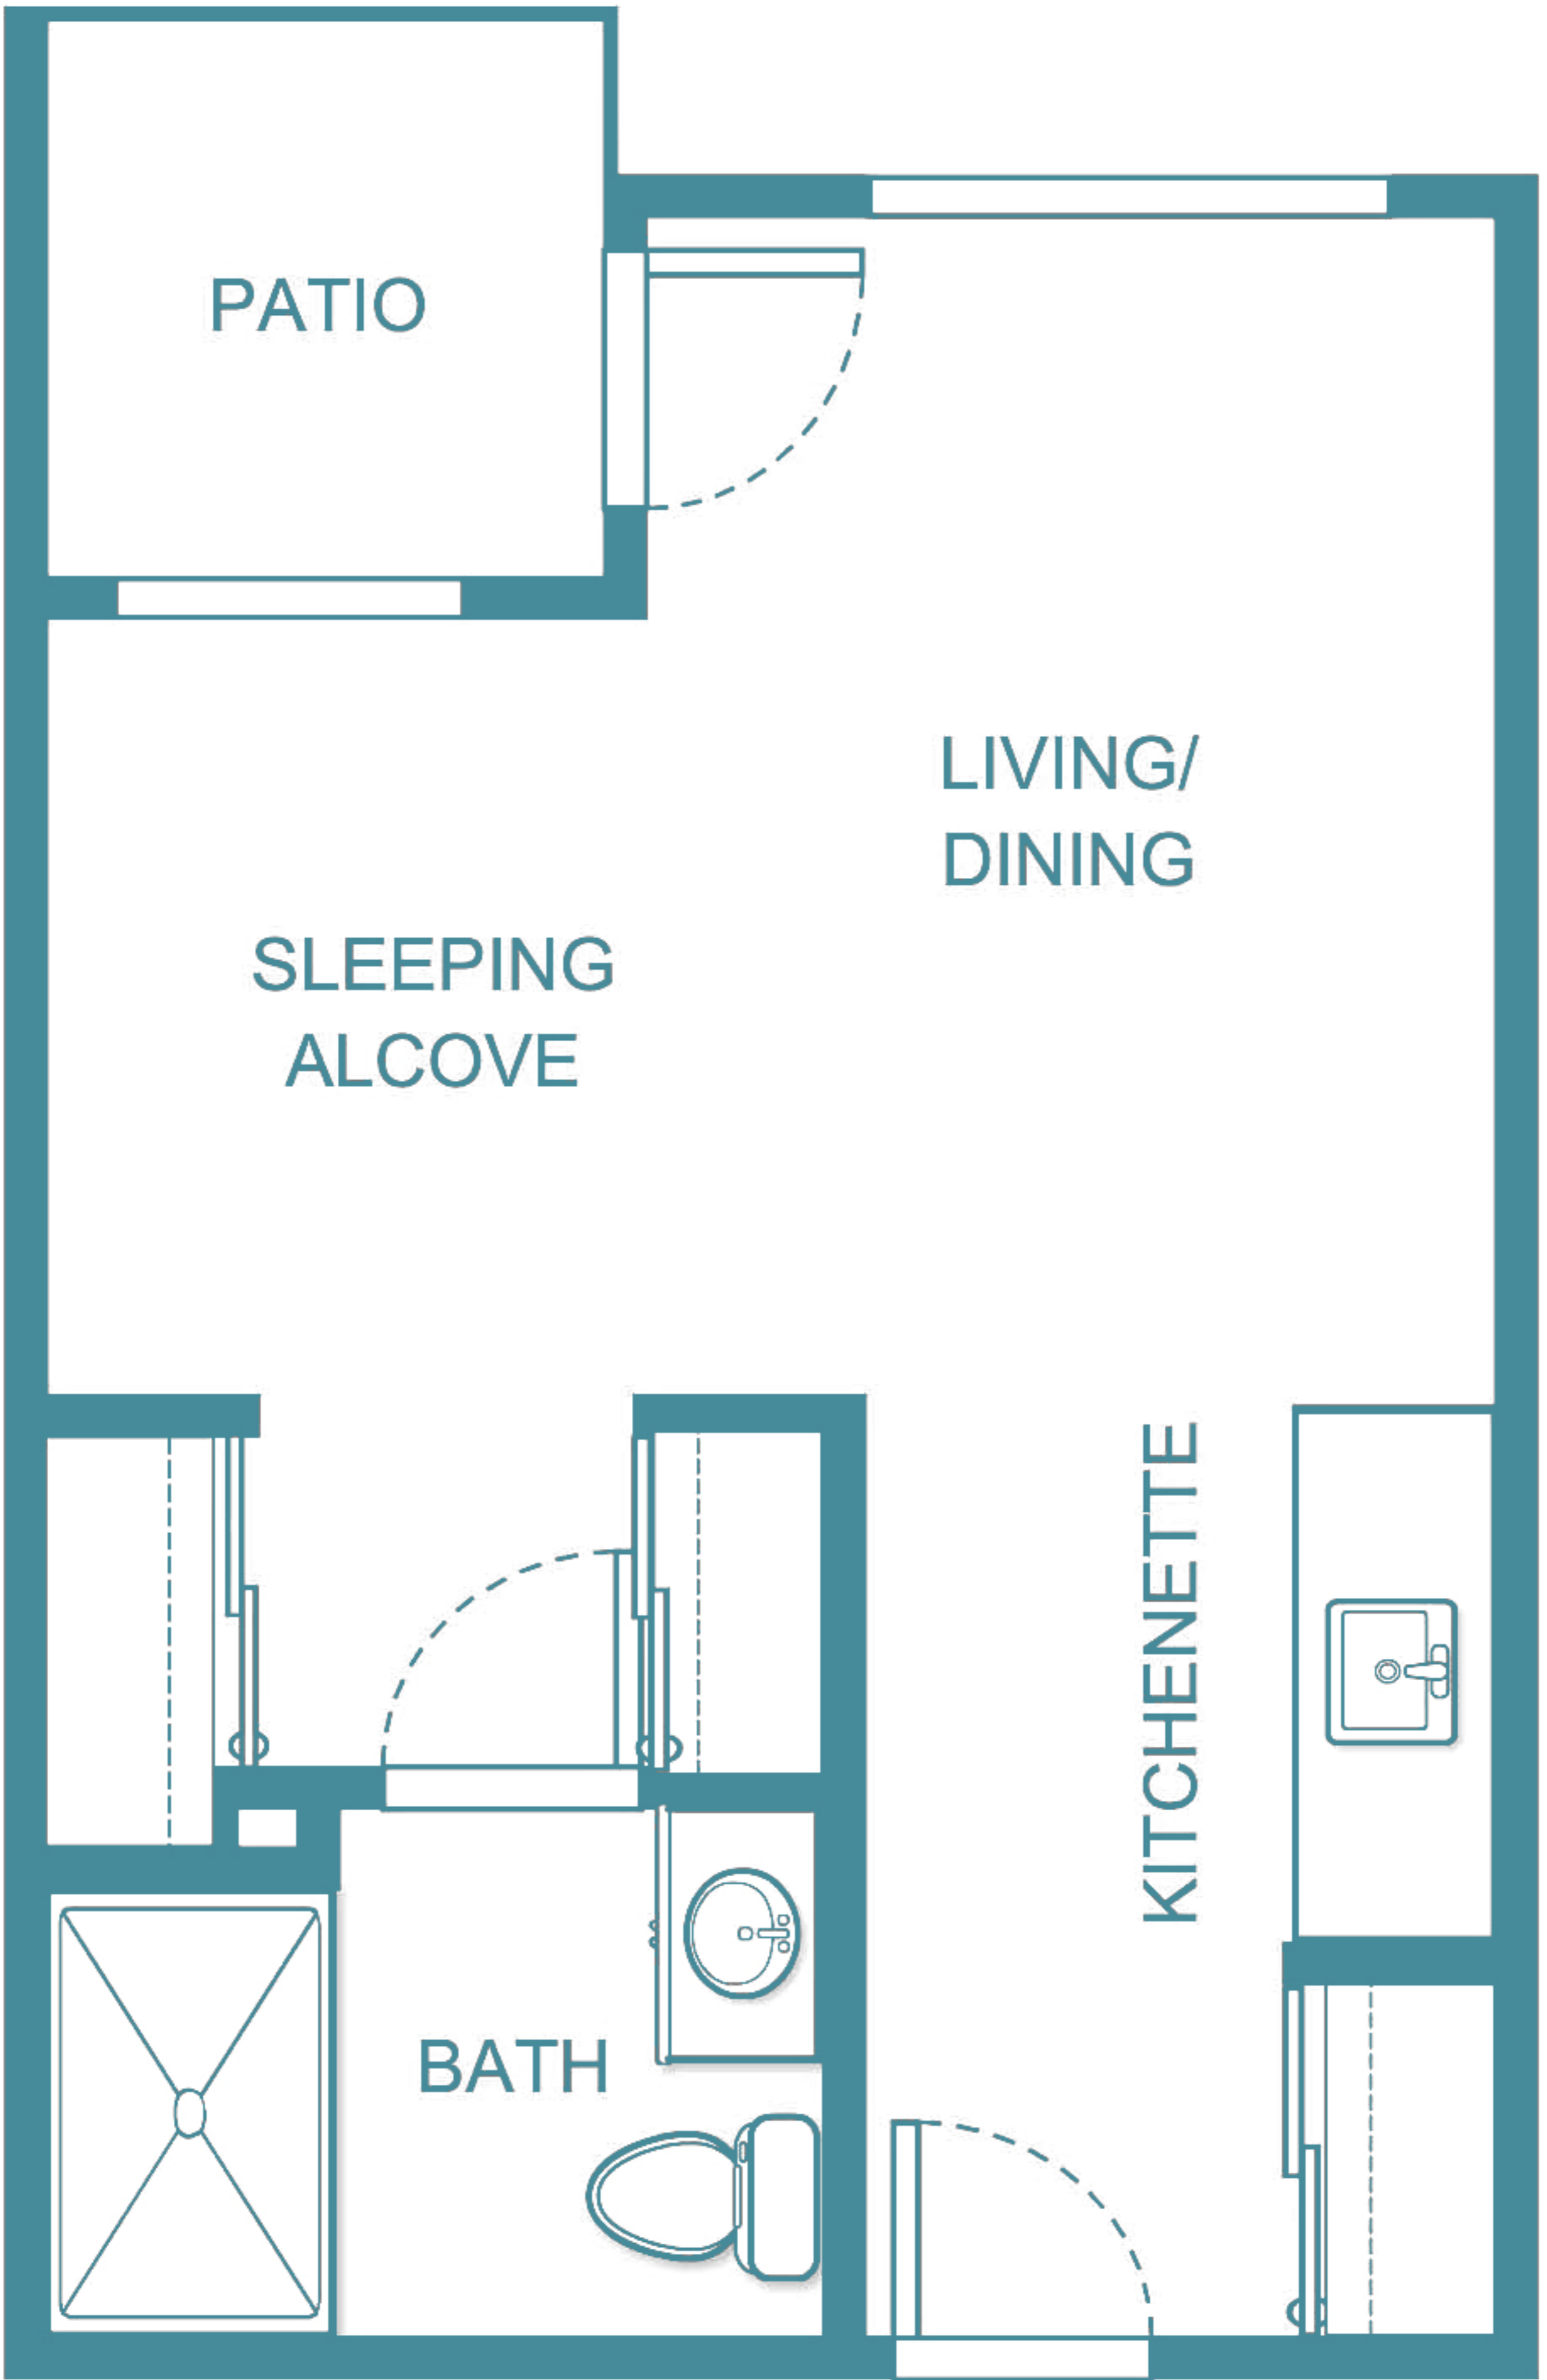 PATIO
LIVING/
DINING
SLEEPING
ALCOVE
KITCHENETTE
BATH